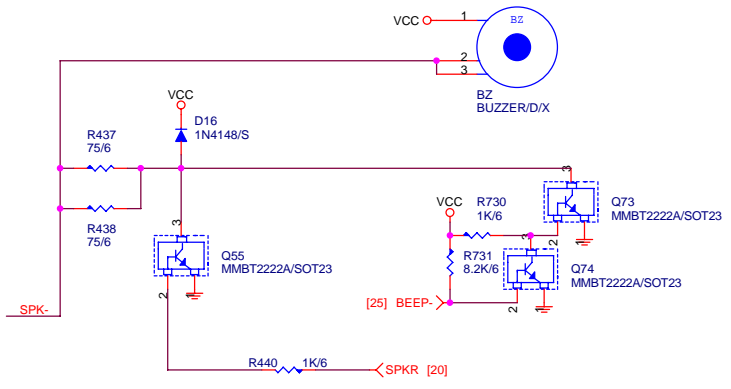 VCC
1
BZ
2
3
BZ
BUZZER/D/X
VCC
D16
1N4148/S
R437
75/6
R438
75/6
3
Q55
MMBT2222A/SOT23
2
1
VCC
R730
1K/6
3
Q73
MMBT2222A/SOT23
2
1
R731
8.2K/6
3
Q74
MMBT2222A/SOT23
[25] BEEP-
2
1
SPK-
R440
1K/6
SPKR [20]